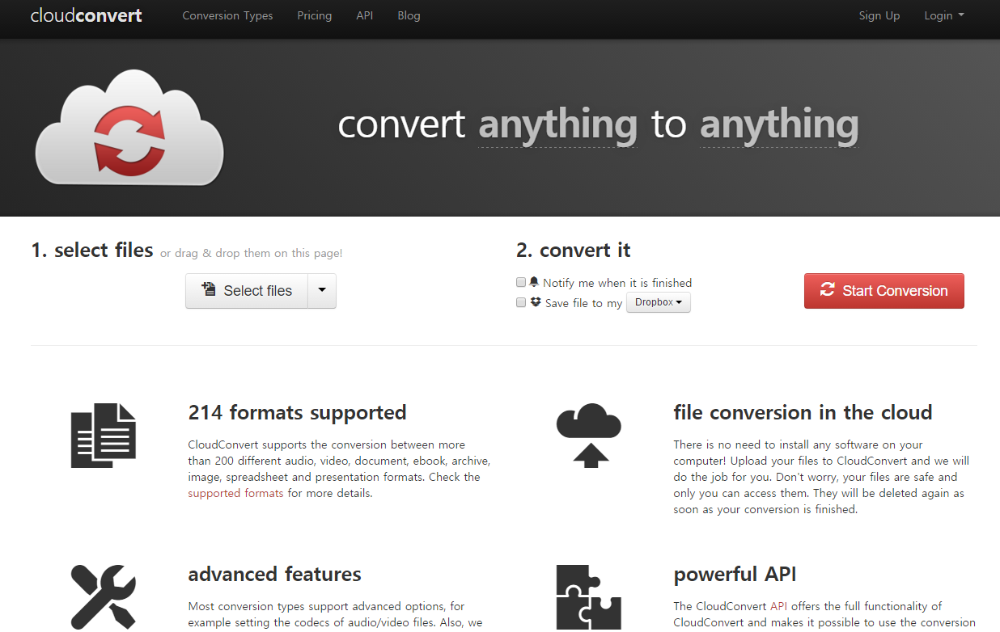 cloudconvert Conversion Types Pricing API Blog Sign Up Login
convert anything to anything
1. select files or drag & drop them on this page!
Select files
2. convert it
Notify me when it is finished
Save file to my Dropbox
Start Conversion
214 formats supported
CloudConvert supports the conversion between more
than 200 different audio, video, document, ebook, archive,
image, spreadsheet and presentation formats. Check the
supported formats for more details.
file conversion in the cloud
There is no need to install any software on your
computer! Upload your files to CloudConvert and we will
do the job for you. Don't worry, your files are safe and
only you can access them. They will be deleted again as
soon as your conversion is finished.
advanced features
Most conversion types support advanced options, for
example setting the codecs of audio/video files. Also, we
powerful API
The CloudConvert API offers the full functionality of
CloudConvert and makes it possible to use the conversion